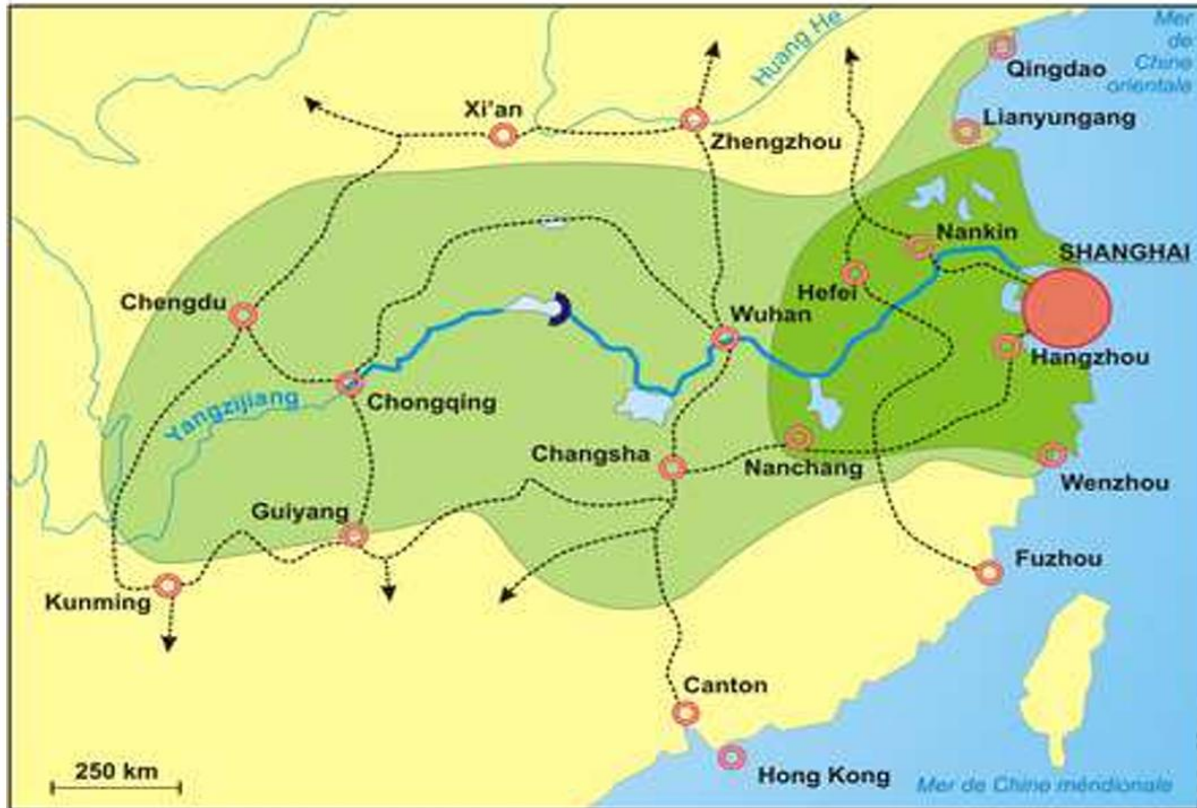 Mer
de
Chine
orientale
Huang He
Qingdao
Xi'an
Lianyungang
Zhengzhou
Nankin
SHANGHAI
Hefei
Chengdu
Wuhan
Hangzhou
Yangzijiang
Chongqing
Changsha
Nanchang
Wenzhou
Guiyang
Fuzhou
Kunming
Canton
250 km
Hong Kong
Mer de Chine méndionale